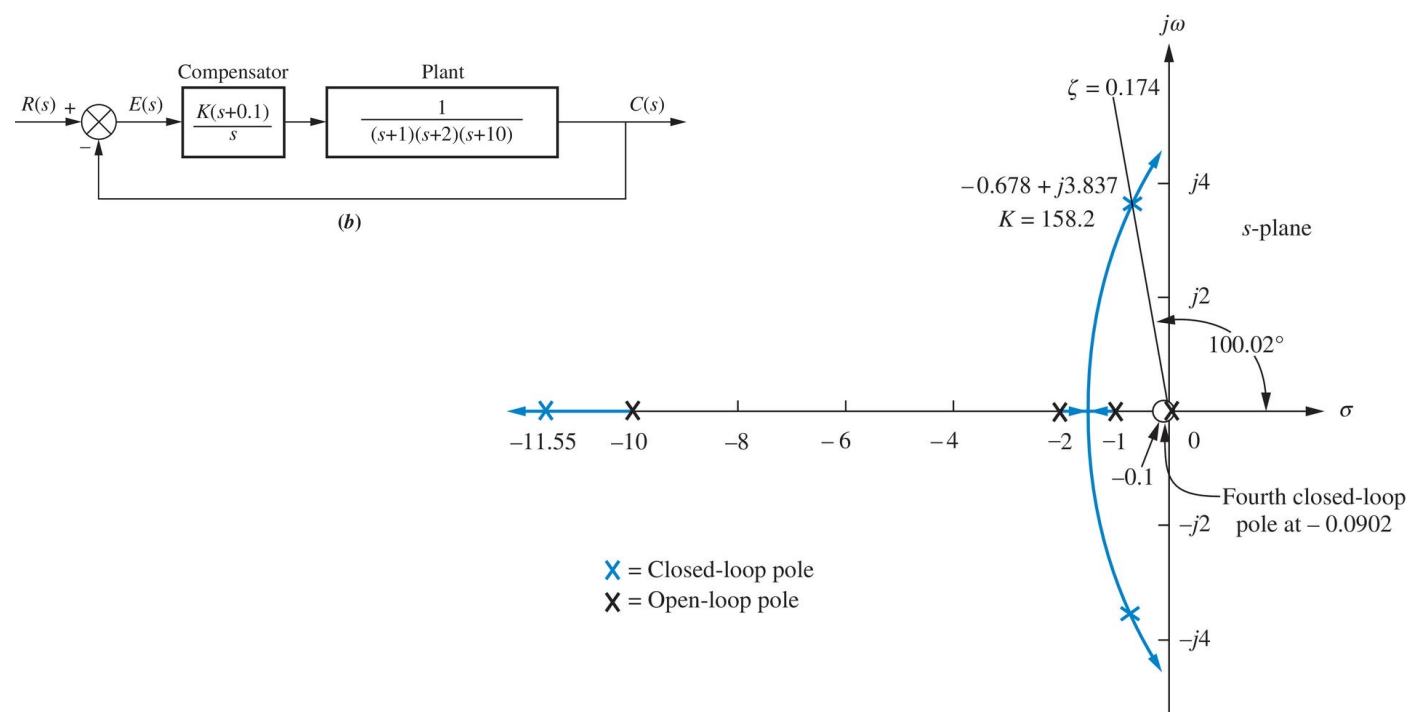 Compensator
Plant
R(s) +
E(s)
K(s+0.1)
s
1
(s+1)(s+2)(s+10)
C(s)
−
(b)
jω
ζ = 0.174
−0.678 + j3.837
K = 158.2
j4
s-plane
j2
100.02°
σ
−11.55
−10
−8
−6
−4
−2
−1
0
−0.1
Fourth closed-loop
pole at − 0.0902
−j2
= Closed-loop pole
= Open-loop pole
−j4